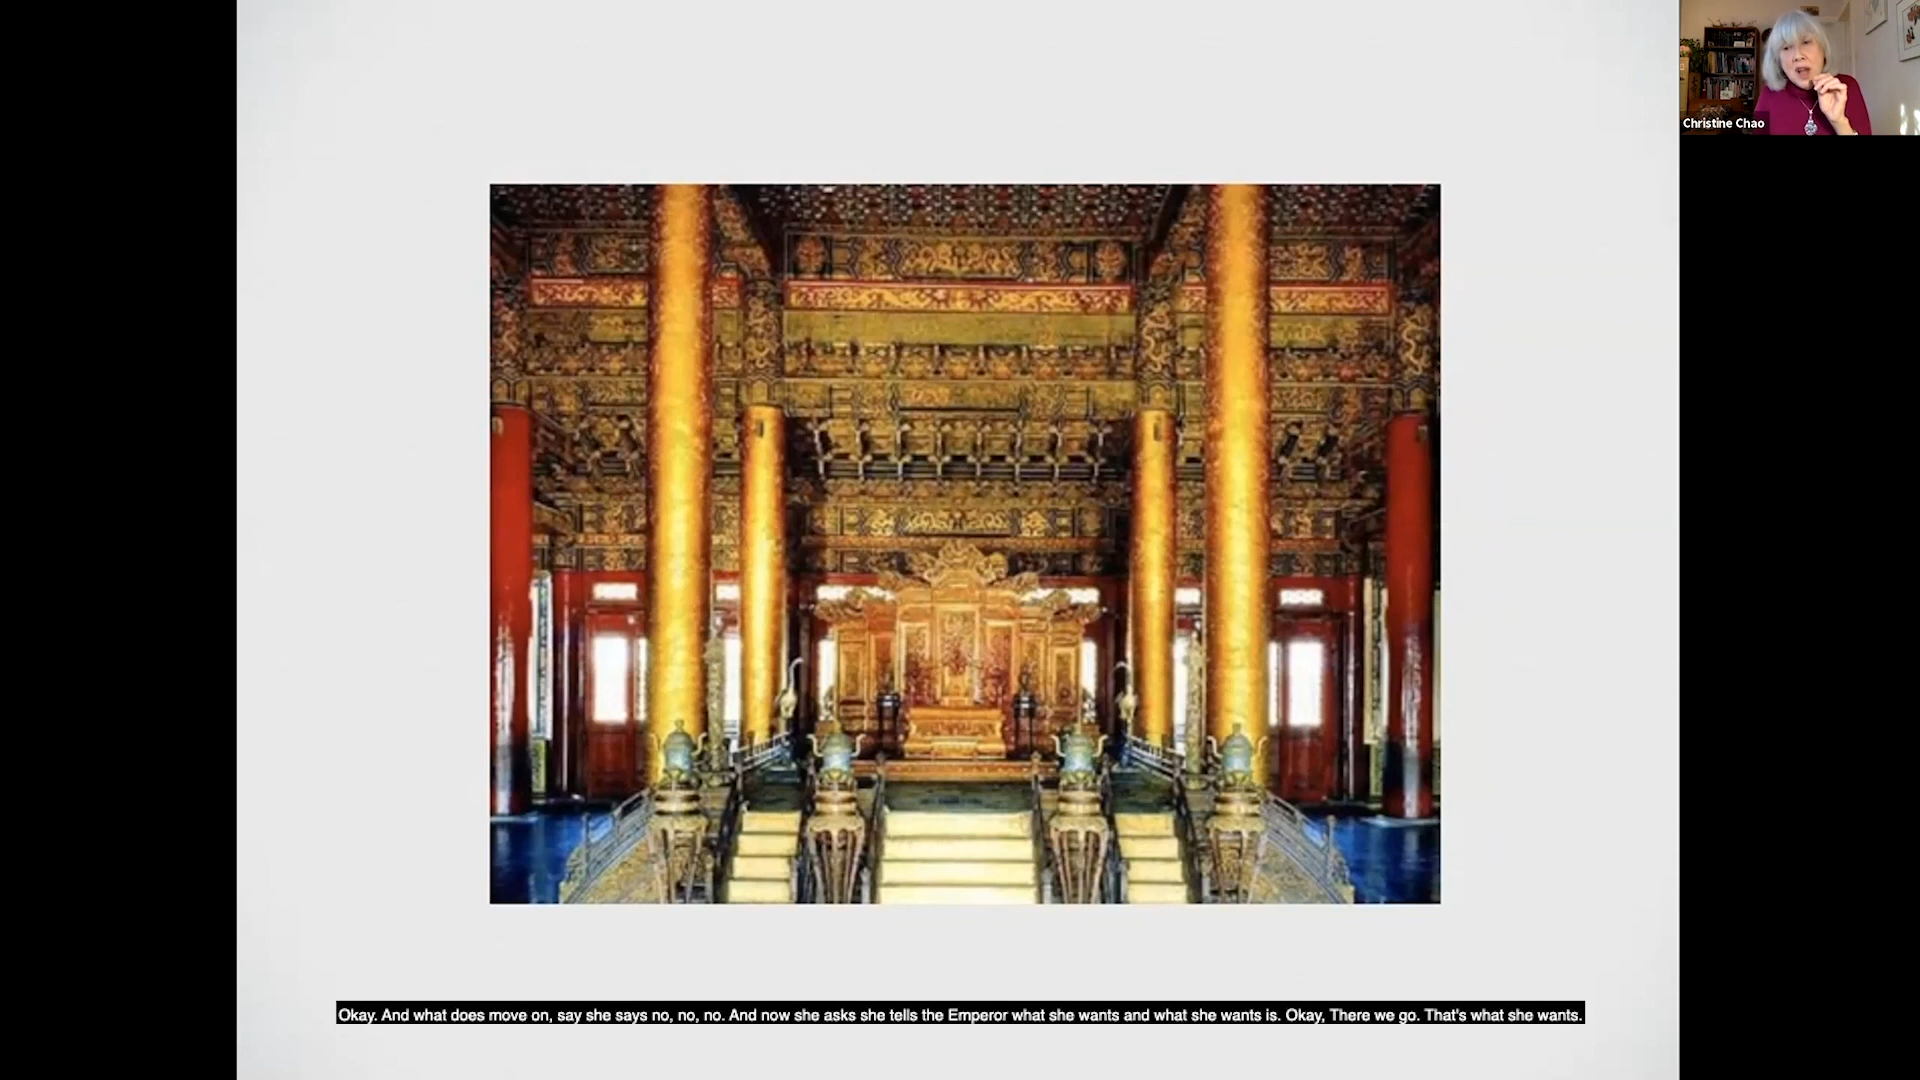 Christine Chao
Okay. And what does move on, say she says no, no, no. And now she asks she tells the Emperor what she wants and what she wants is. Okay, There we go. That's what she wants.